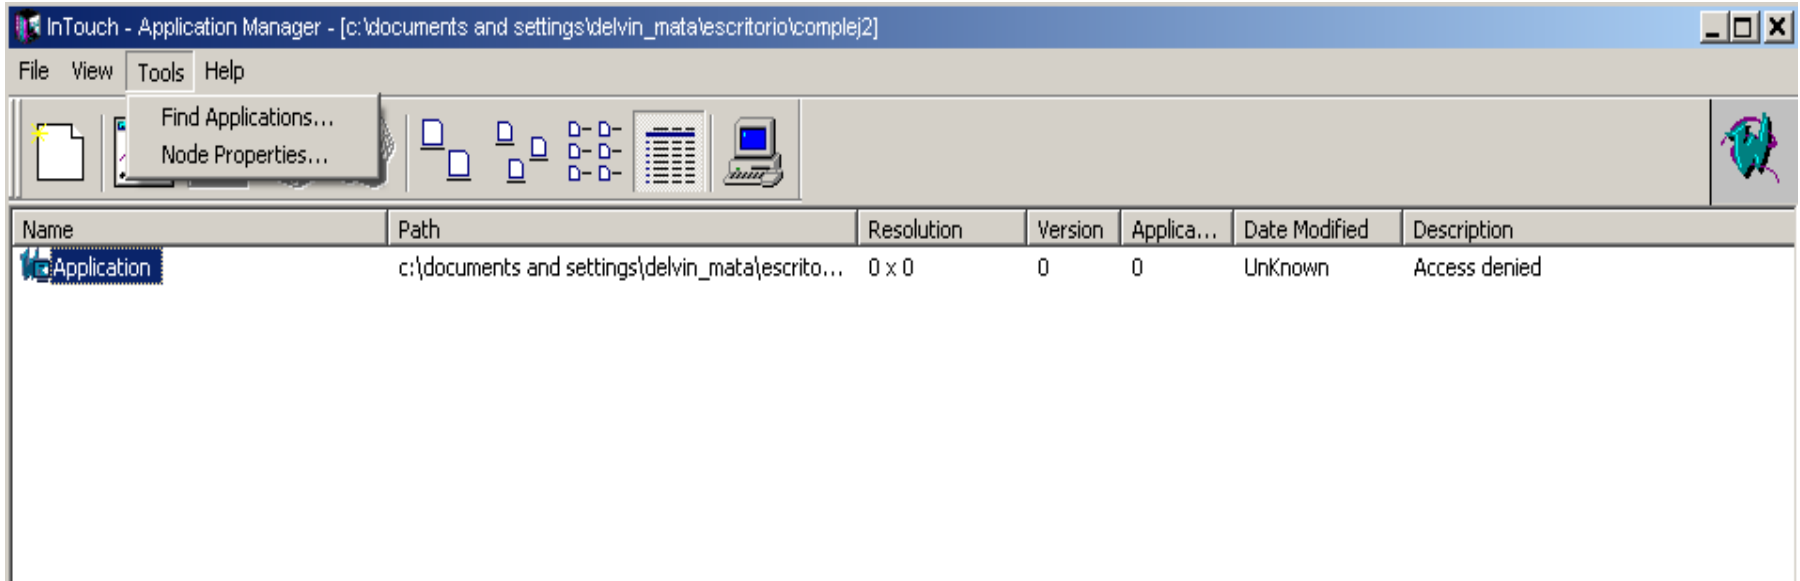 InTouch - Application Manager - [c:\documents and settings\delvin_mata\escritorio\complej2]
File View Tools Help
Find Applications...
Node Properties...
Name Path Resolution Version Applica... Date Modified Description
Application c:\documents and settings\delvin_mata\escrito... 0 x 0 0 0 UnKnown Access denied